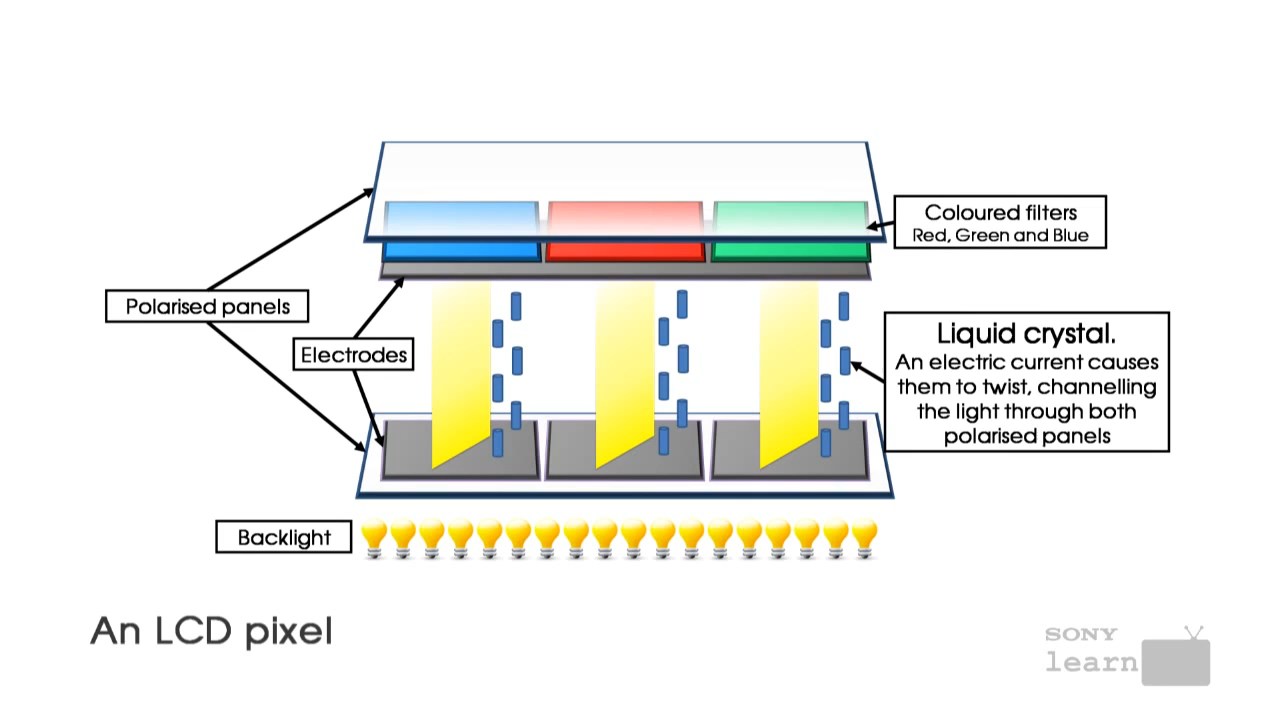 Coloured filters
Red, Green and Blue
Polarised panels
Electrodes
Liquid crystal.
An electric current causes
them to twist, channelling
the light through both
polarised panels
Backlight
An LCD pixel
SONY
learn